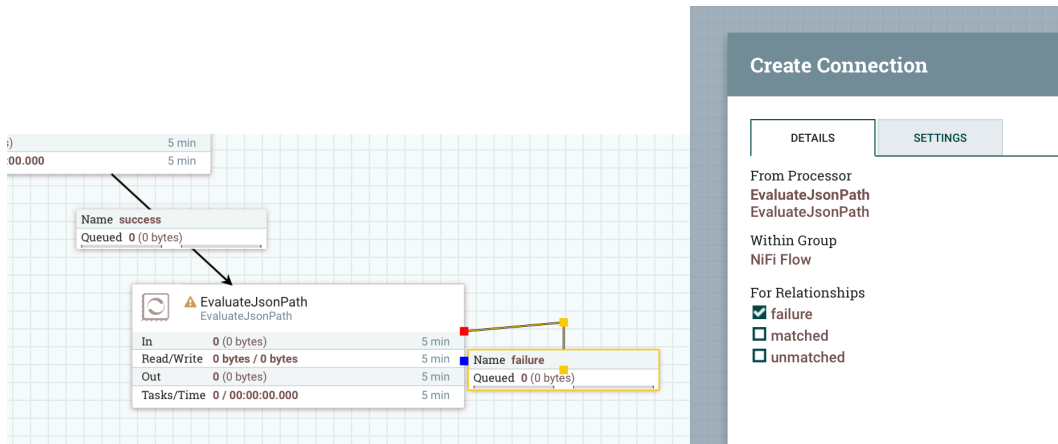 5 min
:00.000 5 min
Name success
Queued 0 (0 bytes)
EvaluateJsonPath
EvaluateJsonPath
In 0 (0 bytes) 5 min
Read/Write 0 bytes / 0 bytes 5 min
Out 0 (0 bytes) 5 min
Tasks/Time 0 / 00:00:00.000 5 min
Name failure
Queued 0 (0 bytes)
Create Connection
DETAILS SETTINGS
From Processor
EvaluateJsonPath
EvaluateJsonPath
Within Group
NiFi Flow
For Relationships
failure
matched
unmatched